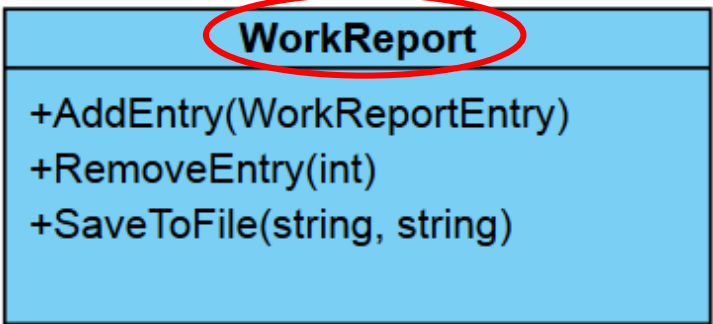 WorkReport
+AddEntry(WorkReportEntry)
+RemoveEntry(int)
+SaveToFile(string, string)